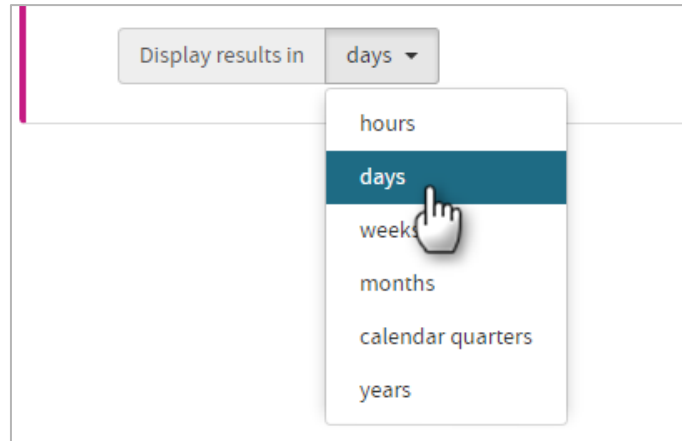 Display results in days
hours
days
weeks
months
calendar quarters
years